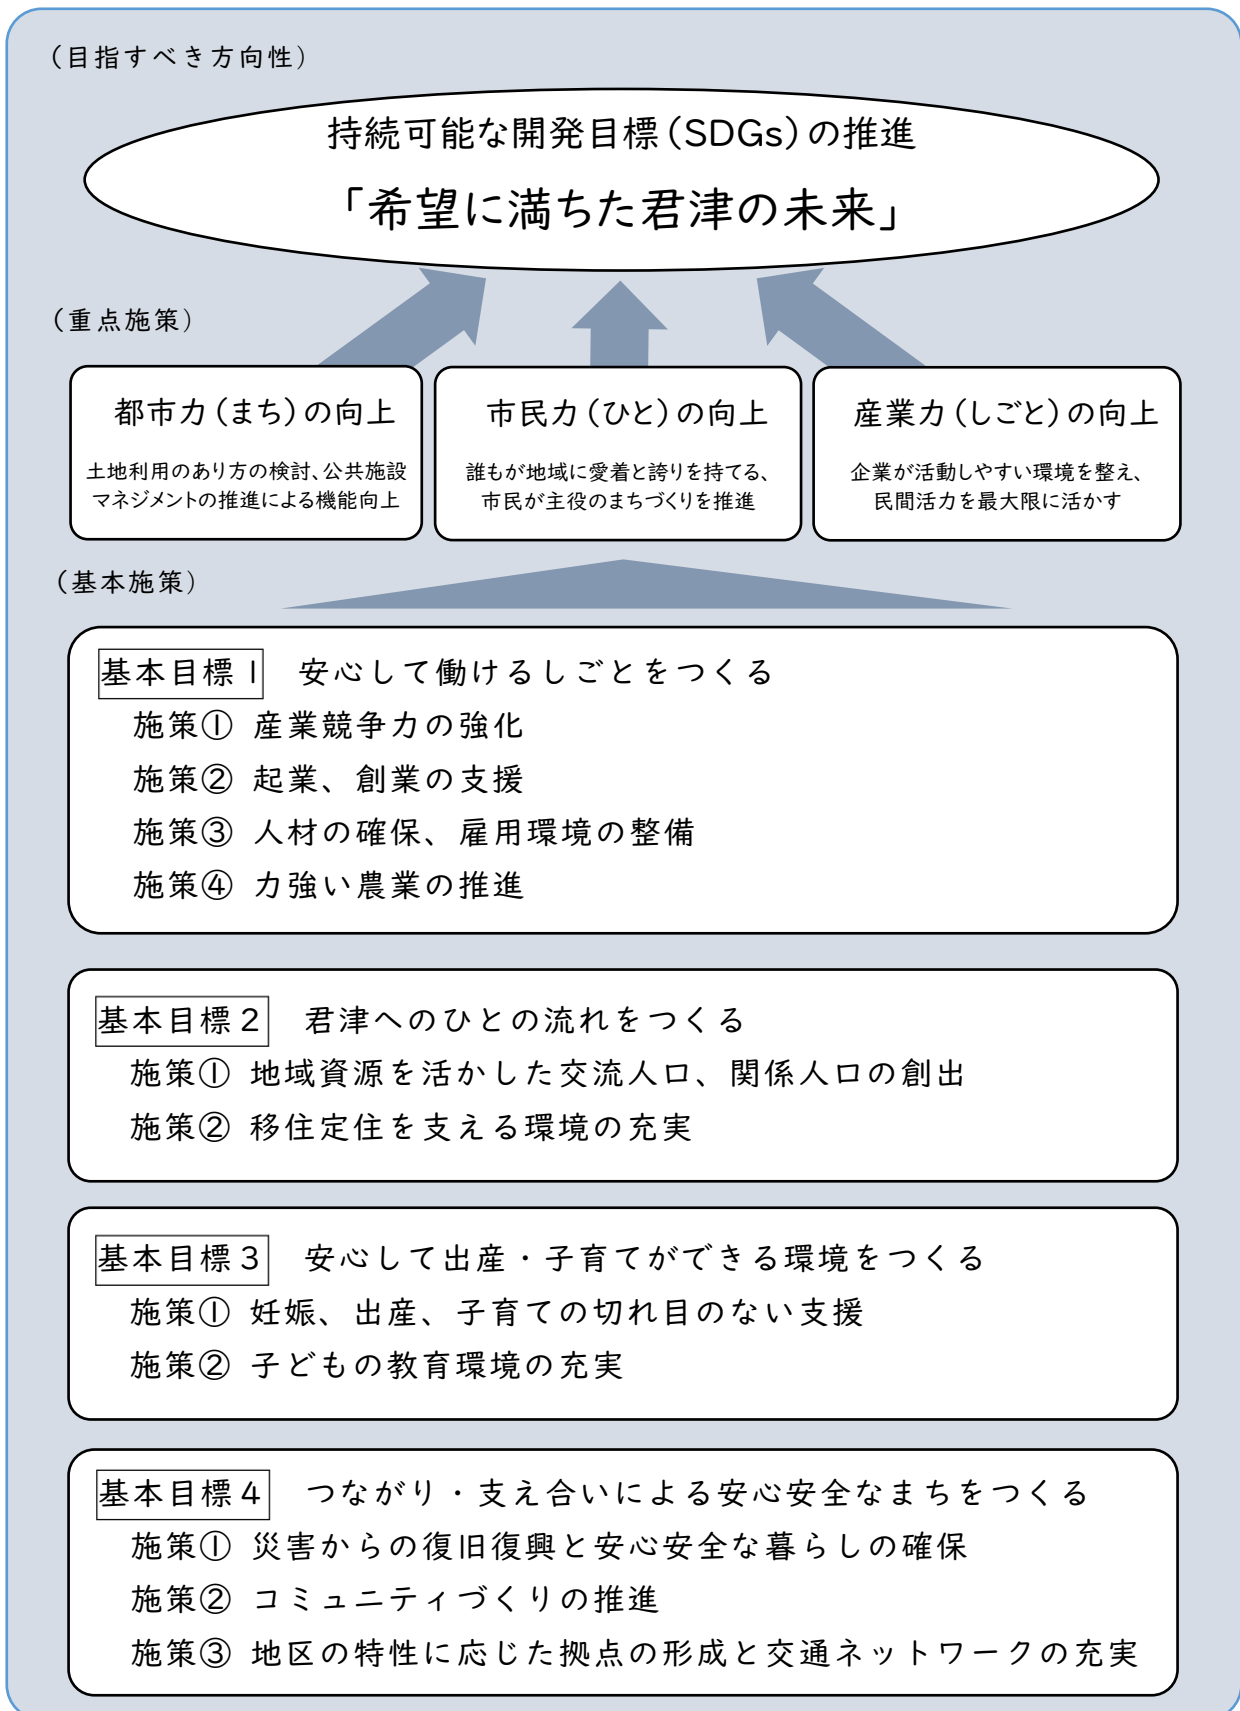 （目指すべき方向性）
持続可能な開発目標（SDGs）の推進
「希望に満ちた君津の未来」
（重点施策）
都市力（まち）の向上
土地利用のあり方の検討、公共施設
マネジメントの推進による機能向上
市民力（ひと）の向上
誰もが地域に愛着と誇りを持てる、
市民が主役のまちづくりを推進
産業力（しごと）の向上
企業が活動しやすい環境を整え、
民間活力を最大限に活かす
（基本施策）
基本目標1　安心して働けるしごとをつくる
施策① 産業競争力の強化
施策② 起業、創業の支援
施策③ 人材の確保、雇用環境の整備
施策④ 力強い農業の推進
基本目標2　君津へのひとの流れをつくる
施策① 地域資源を活かした交流人口、関係人口の創出
施策② 移住定住を支える環境の充実
基本目標3　安心して出産・子育てができる環境をつくる
施策① 妊娠、出産、子育ての切れ目のない支援
施策② 子どもの教育環境の充実
基本目標4　つながり・支え合いによる安心安全なまちをつくる
施策① 災害からの復旧復興と安心安全な暮らしの確保
施策② コミュニティづくりの推進
施策③ 地区の特性に応じた拠点の形成と交通ネットワークの充実